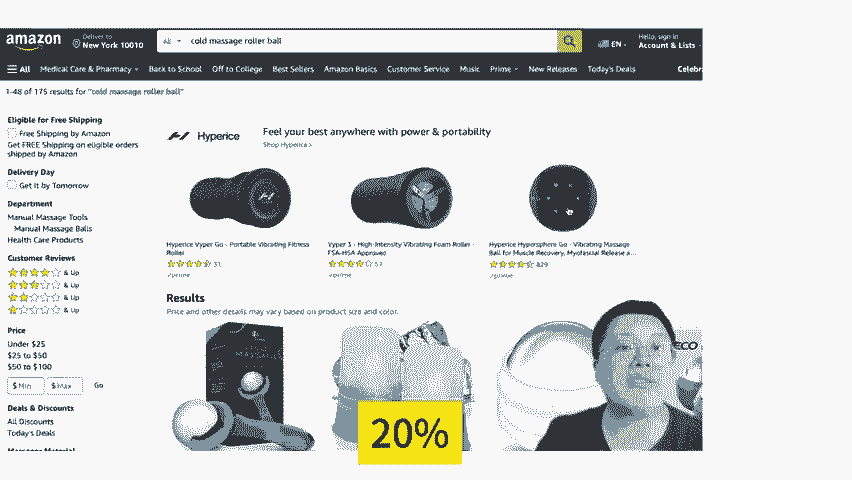 amazon
Deliver to
New York 10010
All
cold massage roller ball
EN
Hello, sign in
Account & Lists
All
Medical Care & Pharmacy
Back to School
Off to College
Best Sellers
Amazon Basics
Customer Service
Music
Prime
New Releases
Today's Deals
Celebr
1-48 of 175 results for "cold massage roller ball"
Eligible for Free Shipping
Free Shipping by Amazon
Get FREE Shipping on eligible orders
shipped by Amazon
Delivery Day
Get It by Tomorrow
Department
Manual Massage Tools
Manual Massage Balls
Health Care Products
Customer Reviews
& Up
& Up
& Up
& Up
Price
Under $25
$25 to $50
$50 to $100
$ Min
$ Max
Go
Deals & Discounts
All Discounts
Today's Deals
Hyperice
Feel your best anywhere with power & portability
Shop Hyperice >
Hyperice Vyper Go - Portable Vibrating Fitness
Roller
31
prime
Vyper 3 - High-Intensity Vibrating Foam Roller -
FSA-HSA Approved
57
prime
Hyperice Hypersphere Go - Vibrating Massage
Ball for Muscle Recovery, Myofascial Release a...
829
prime
Results
Price and other details may vary based on product size and color.
ECO
20%